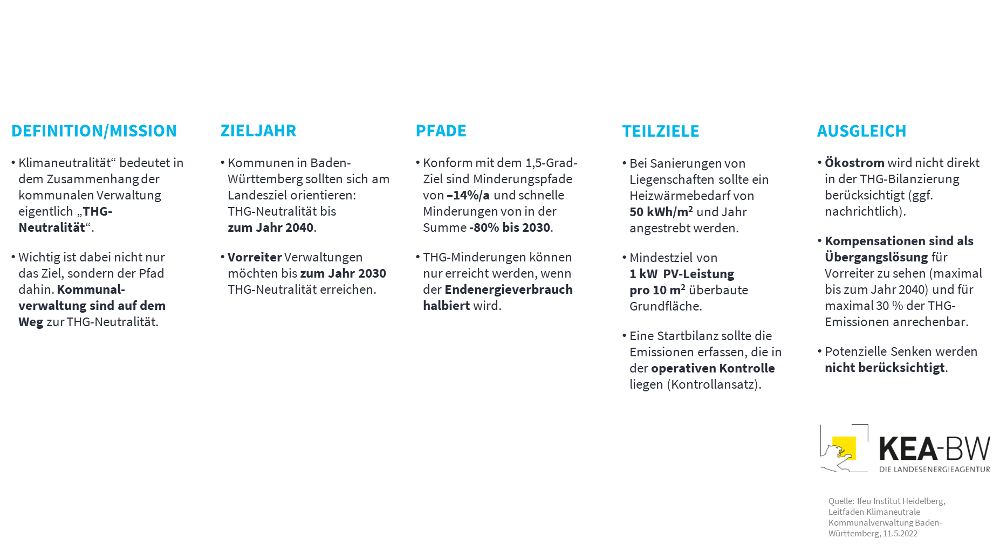 DEFINITION/MISSION
• Klimaneutralität“ bedeutet in
dem Zusammenhang der
kommunalen Verwaltung
eigentlich „THG-
Neutralität“.
• Wichtig ist dabei nicht nur
das Ziel, sondern der Pfad
dahin. Kommunal-
verwaltung sind auf dem
Weg zur THG-Neutralität.
ZIELJAHR
• Kommunen in Baden-
Württemberg sollten sich am
Landesziel orientieren:
THG-Neutralität bis
zum Jahr 2040.
• Vorreiter Verwaltungen
möchten bis zum Jahr 2030
THG-Neutralität erreichen.
PFADE
• Konform mit dem 1,5-Grad-
Ziel sind Minderungspfade
von –14%/a und schnelle
Minderungen von in der
Summe -80% bis 2030.
• THG-Minderungen können
nur erreicht werden, wenn
der Endenergieverbrauch
halbiert wird.
TEILZIELE
• Bei Sanierungen von
Liegenschaften sollte ein
Heizwärmebedarf von
50 kWh/m² und Jahr
angestrebt werden.
• Mindestziel von
1 kW PV-Leistung
pro 10 m² überbaute
Grundfläche.
• Eine Startbilanz sollte die
Emissionen erfassen, die in
der operativen Kontrolle
liegen (Kontrollansatz).
AUSGLEICH
• Ökostrom wird nicht direkt
in der THG-Bilanzierung
berücksichtigt (ggf.
nachrichtlich).
• Kompensationen sind als
Übergangslösung für
Vorreiter zu sehen (maximal
bis zum Jahr 2040) und für
maximal 30 % der THG-
Emissionen anrechenbar.
• Potenzielle Senken werden
nicht berücksichtigt.
KEA-BW
DIE LANDESENERGIEAGENTUR
Quelle: Ifeu Institut Heidelberg,
Leitfaden Klimaneutrale
Kommunalverwaltung Baden-
Württemberg, 11.5.2022